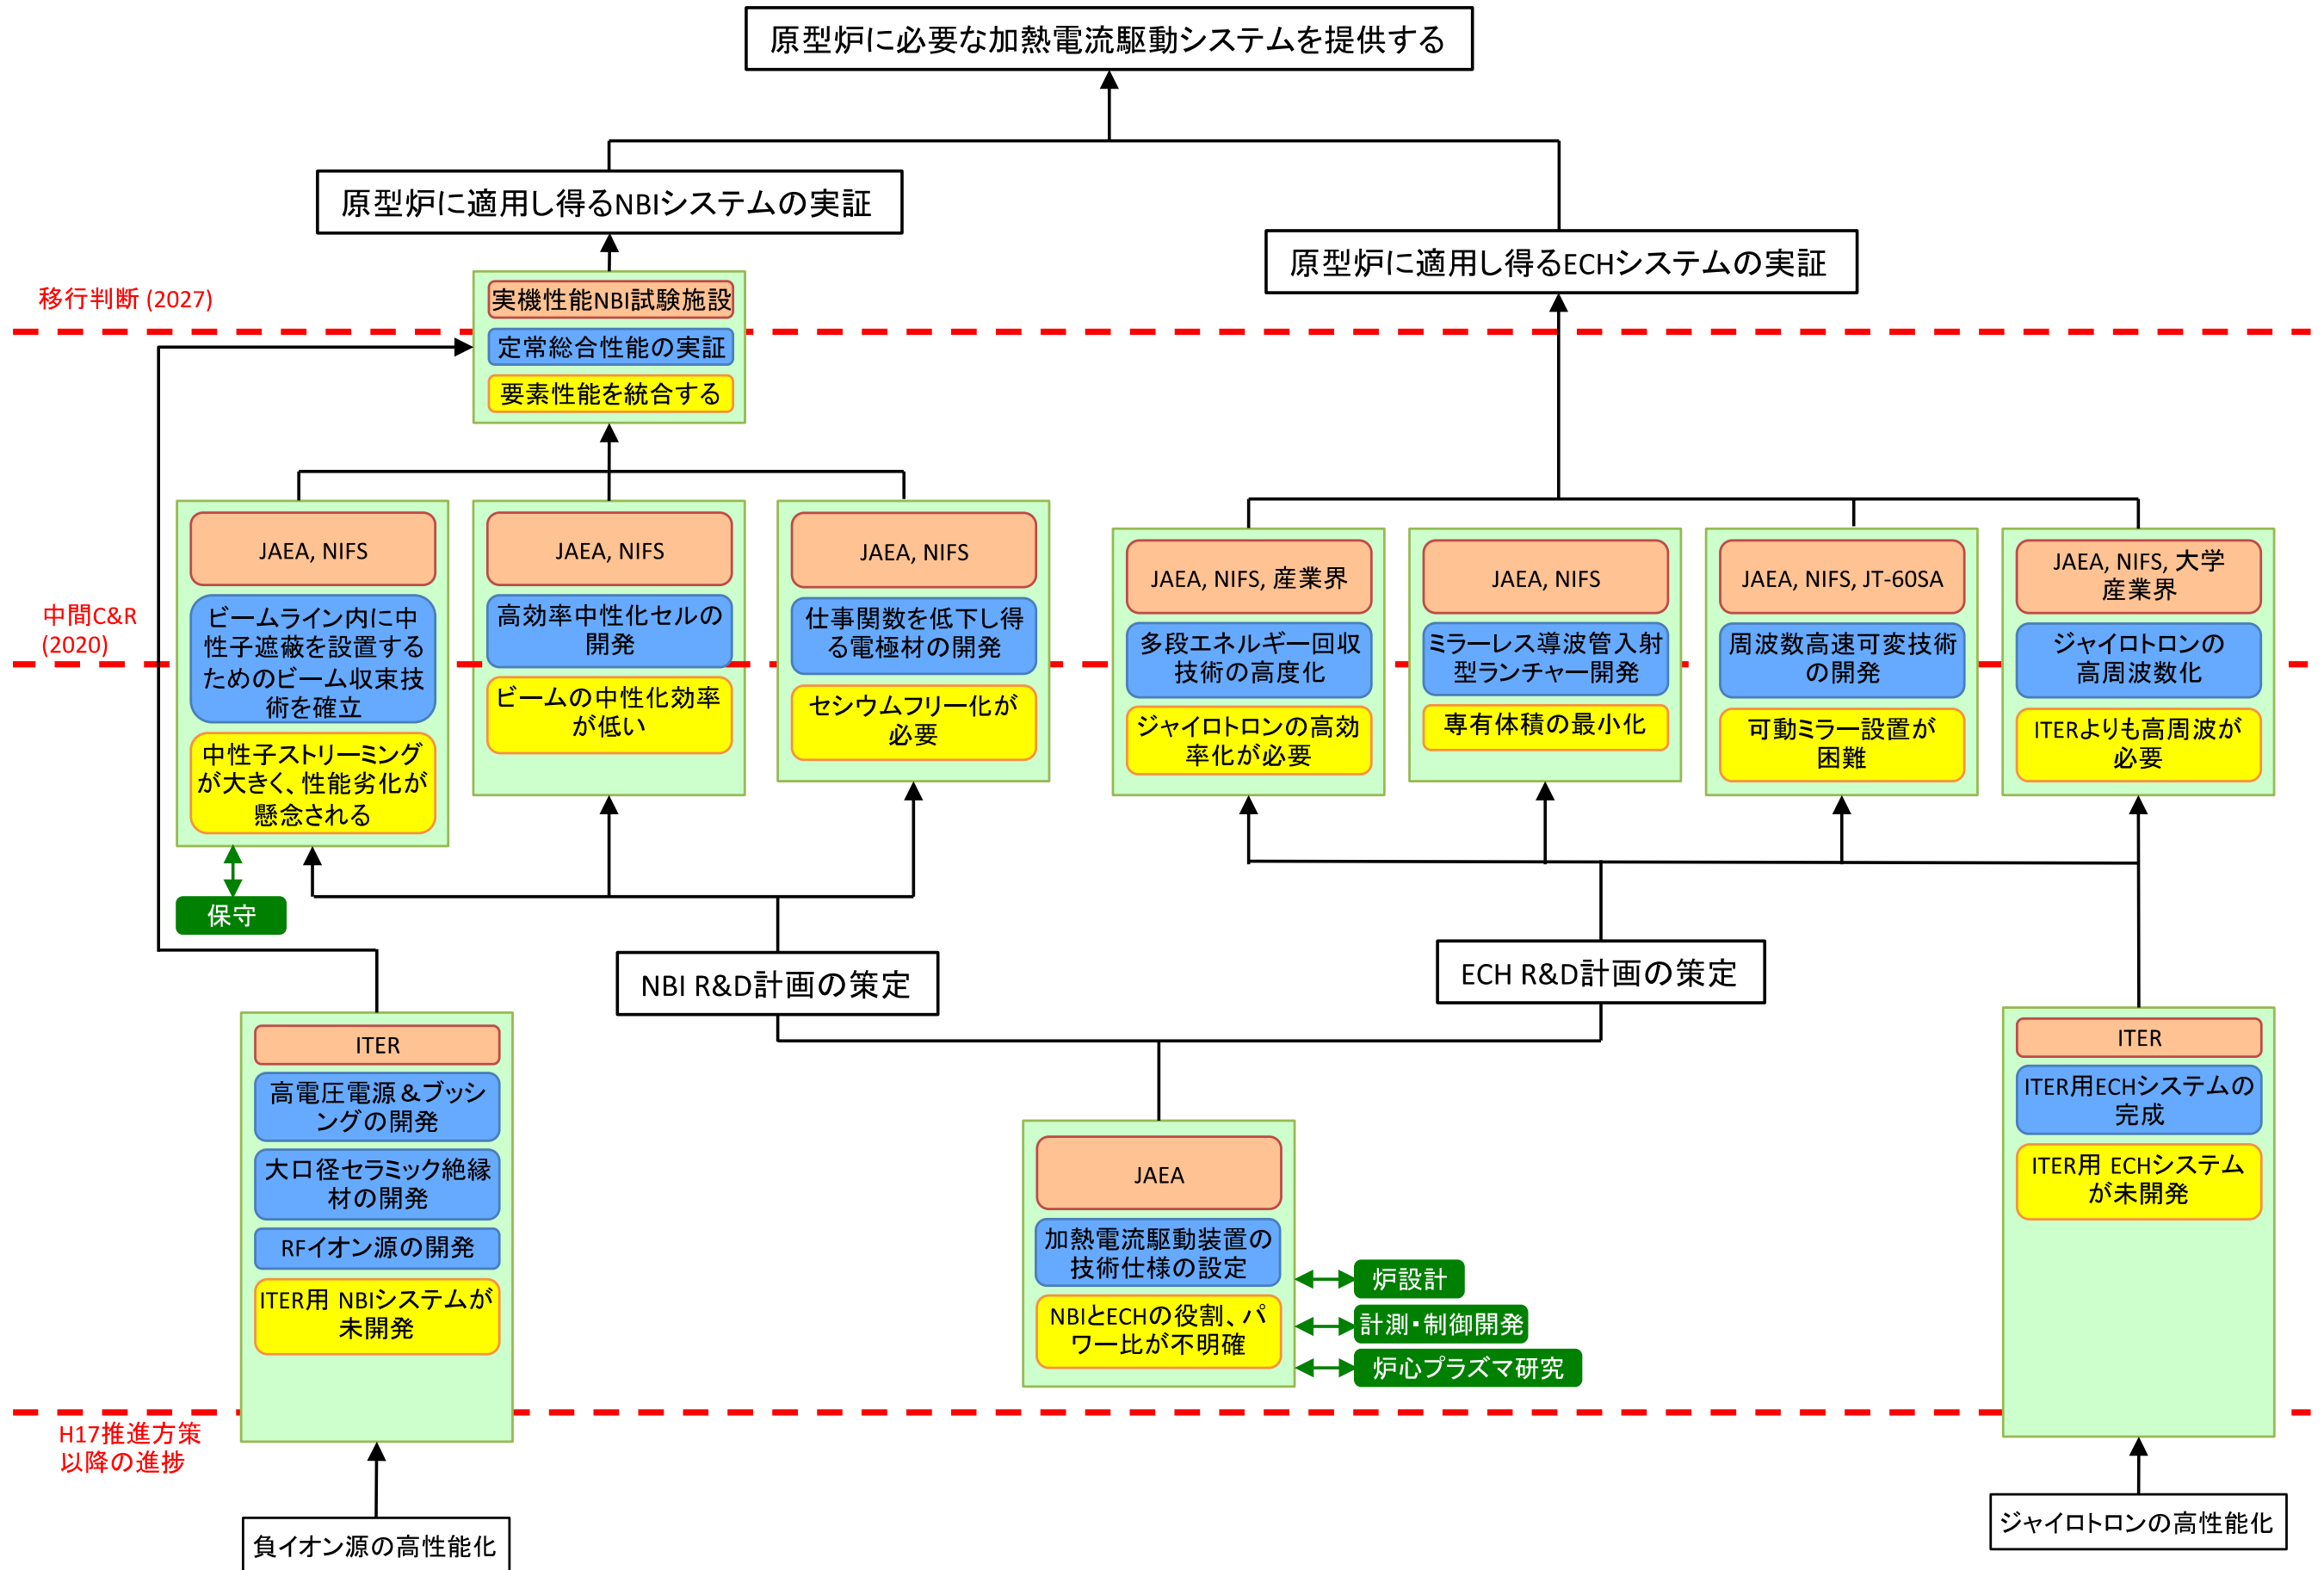 原型炉に必要な加熱電流駆動システムを提供する
原型炉に適用し得るNBIシステムの実証
原型炉に適用し得るECHシステムの実証
移行判断 (2027)
実機性能NBI試験施設
定常総合性能の実証
要素性能を統合する
中間C&R
(2020)
JAEA, NIFS
ビームライン内に中
性子遮蔽を設置する
ためのビーム収束技
術を確立
中性子ストリーミング
が大きく、性能劣化が
懸念される
JAEA, NIFS
高効率中性化セルの
開発
ビームの中性化効率
が低い
JAEA, NIFS
仕事関数を低下し得
る電極材の開発
セシウムフリー化が
必要
JAEA, NIFS, 産業界
多段エネルギー回収
技術の高度化
ジャイロトロンの高効
率化が必要
JAEA, NIFS
ミラーレス導波管入射
型ランチャー開発
専有体積の最小化
JAEA, NIFS, JT-60SA
周波数高速可変技術
の開発
可動ミラー設置が
困難
JAEA, NIFS, 大学
産業界
ジャイロトロンの
高周波数化
ITERよりも高周波が
必要
保守
NBI R&D計画の策定
ECH R&D計画の策定
ITER
高電圧電源＆ブッシ
ングの開発
大口径セラミック絶縁
材の開発
RFイオン源の開発
ITER用 NBIシステムが
未開発
JAEA
加熱電流駆動装置の
技術仕様の設定
NBIとECHの役割、パ
ワー比が不明確
炉設計
計測・制御開発
炉心プラズマ研究
ITER
ITER用ECHシステムの
完成
ITER用 ECHシステム
が未開発
H17推進方策
以降の進捗
負イオン源の高性能化
ジャイロトロンの高性能化